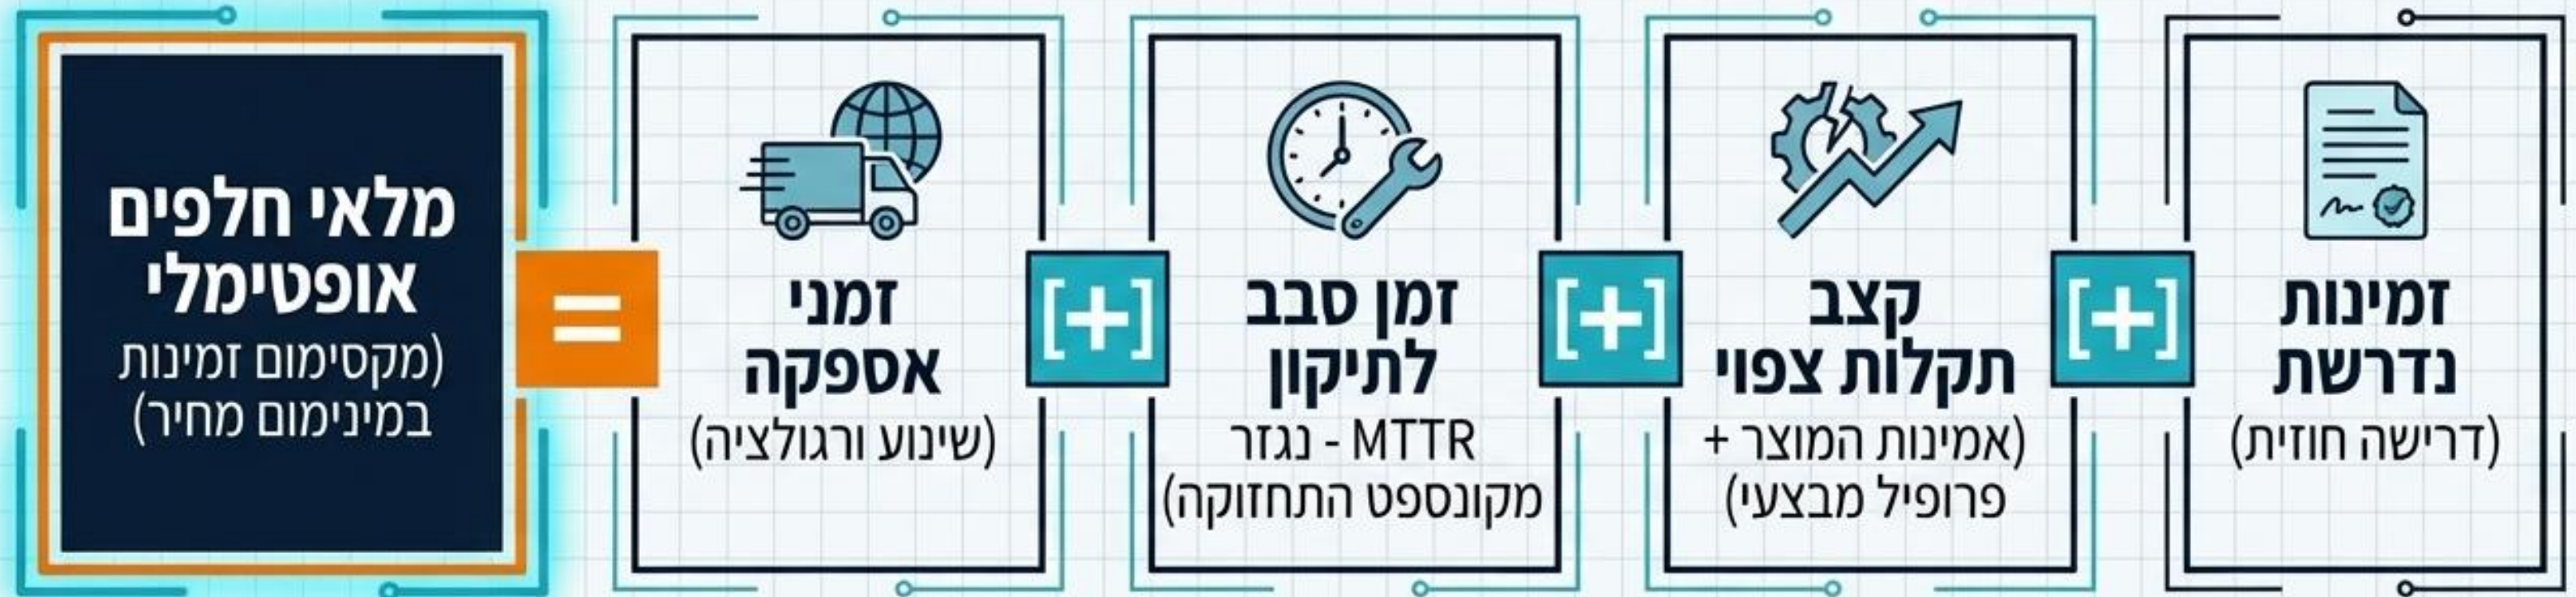 זמינות
נדרשת
(דרישה חוזית)
[+]
קצב
תקלות צפוי
(אמינות המוצר +
פרופיל מבצעי)
[+]
זמן סבב
לתיקון
MTTR - נגזר
מקונספט התחזוקה)
[+]
זמני
אספקה
(שינוע ורגולציה)
=
מלאי חלפים
אופטימלי
(מקסימום זמינות
במינימום מחיר)